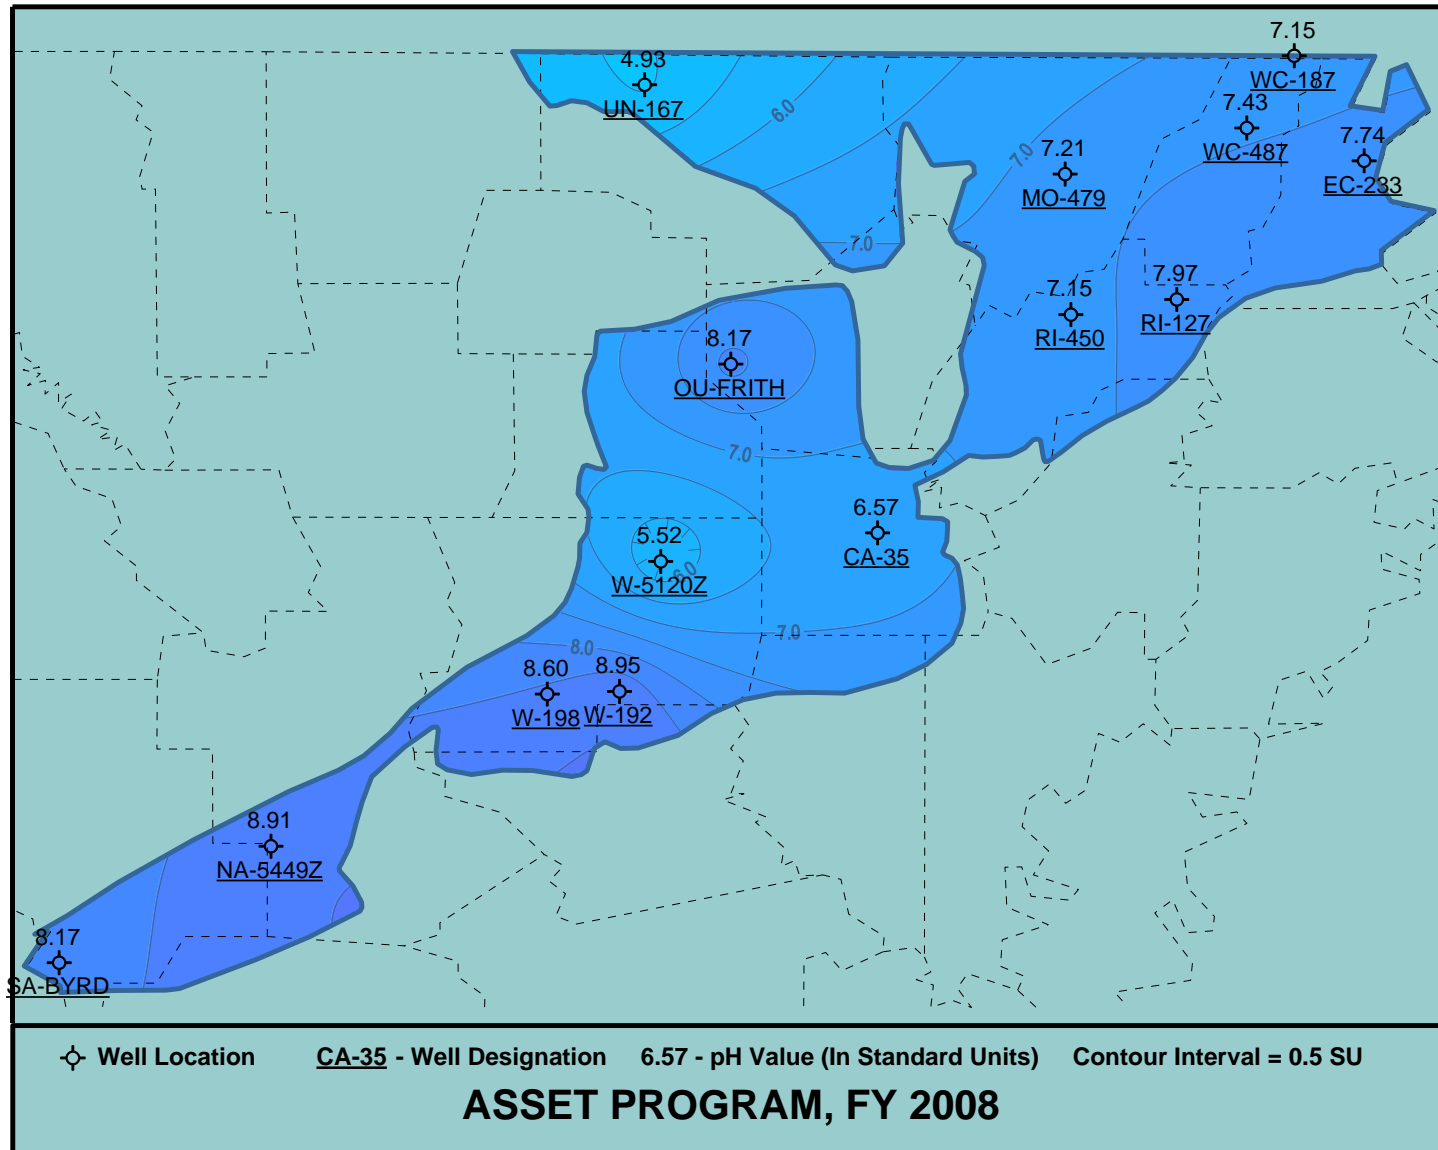 7.15
WC-187
4.93
UN-167
6.0
7.43
WC-487
7.0
7.21
MO-479
7.74
EC-233
7.0
7.15
RI-450
7.97
RI-127
8.17
OU-FRITH
7.0
6.57
CA-35
5.52
6.0
W-5120Z
7.0
8.0
8.60
W-198
8.95
W-192
8.91
NA-5449Z
8.17
SA-BYRD
Well Location CA-35 - Well Designation 6.57 - pH Value (In Standard Units) Contour Interval = 0.5 SU
ASSET PROGRAM, FY 2008